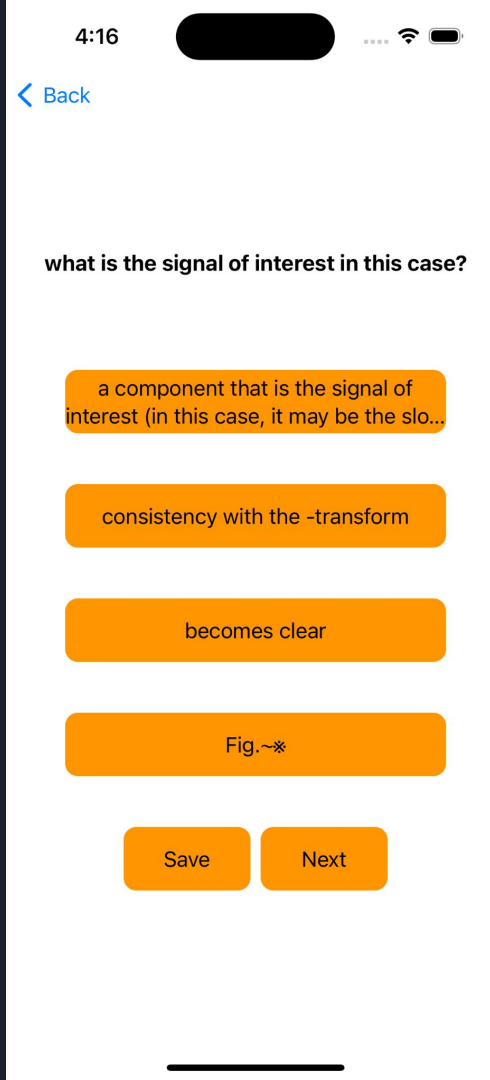 4:16
Back
what is the signal of interest in this case?
a component that is the signal of
interest (in this case, it may be the slo...
consistency with the -transform
becomes clear
Fig.~※
Save
Next